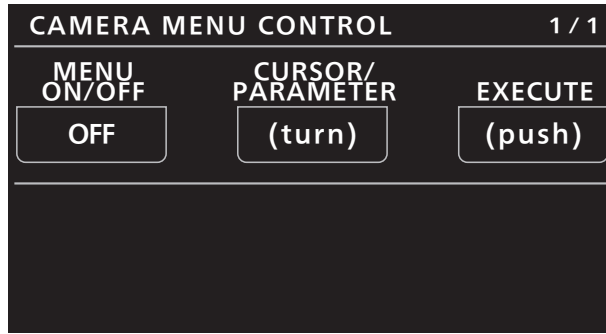 CAMERA MENU CONTROL 1/1
MENU
ON/OFF
CURSOR/
PARAMETER
EXECUTE
OFF
(turn)
(push)